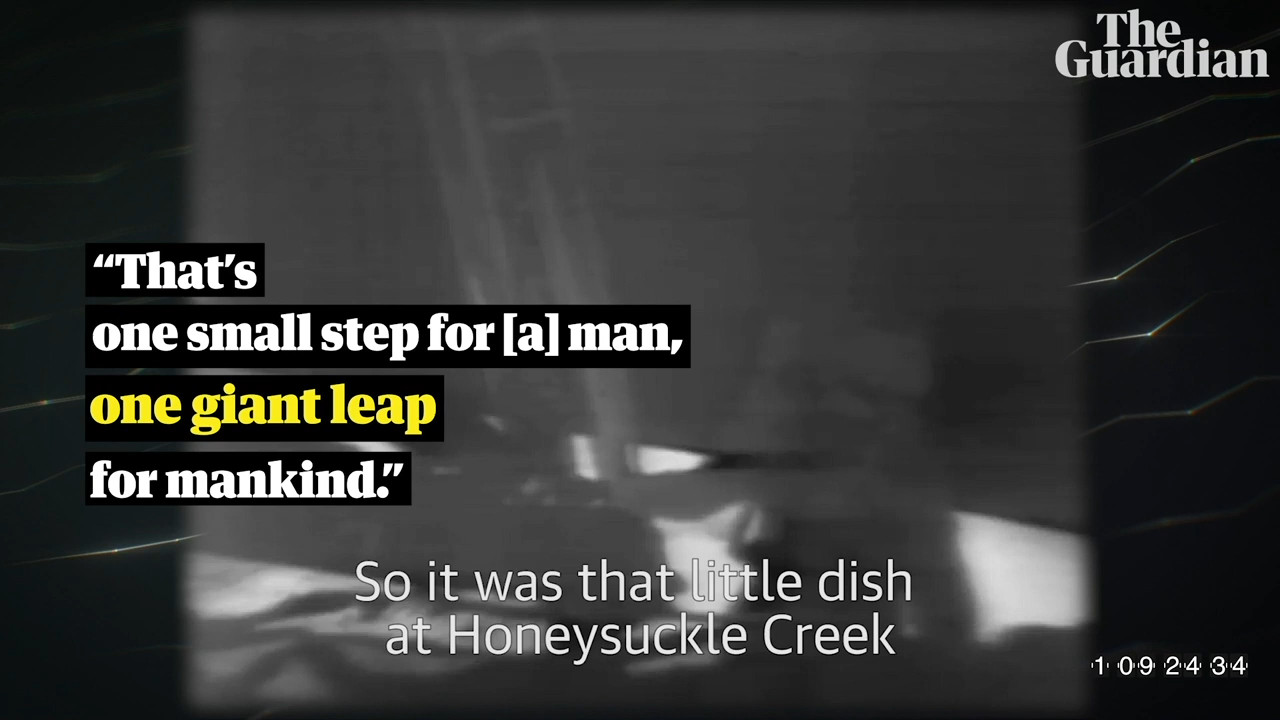 The
Guardian
“That’s
one small step for [a] man,
one giant leap
for mankind.”
So it was that little dish
at Honeysuckle Creek
1 09 24 34